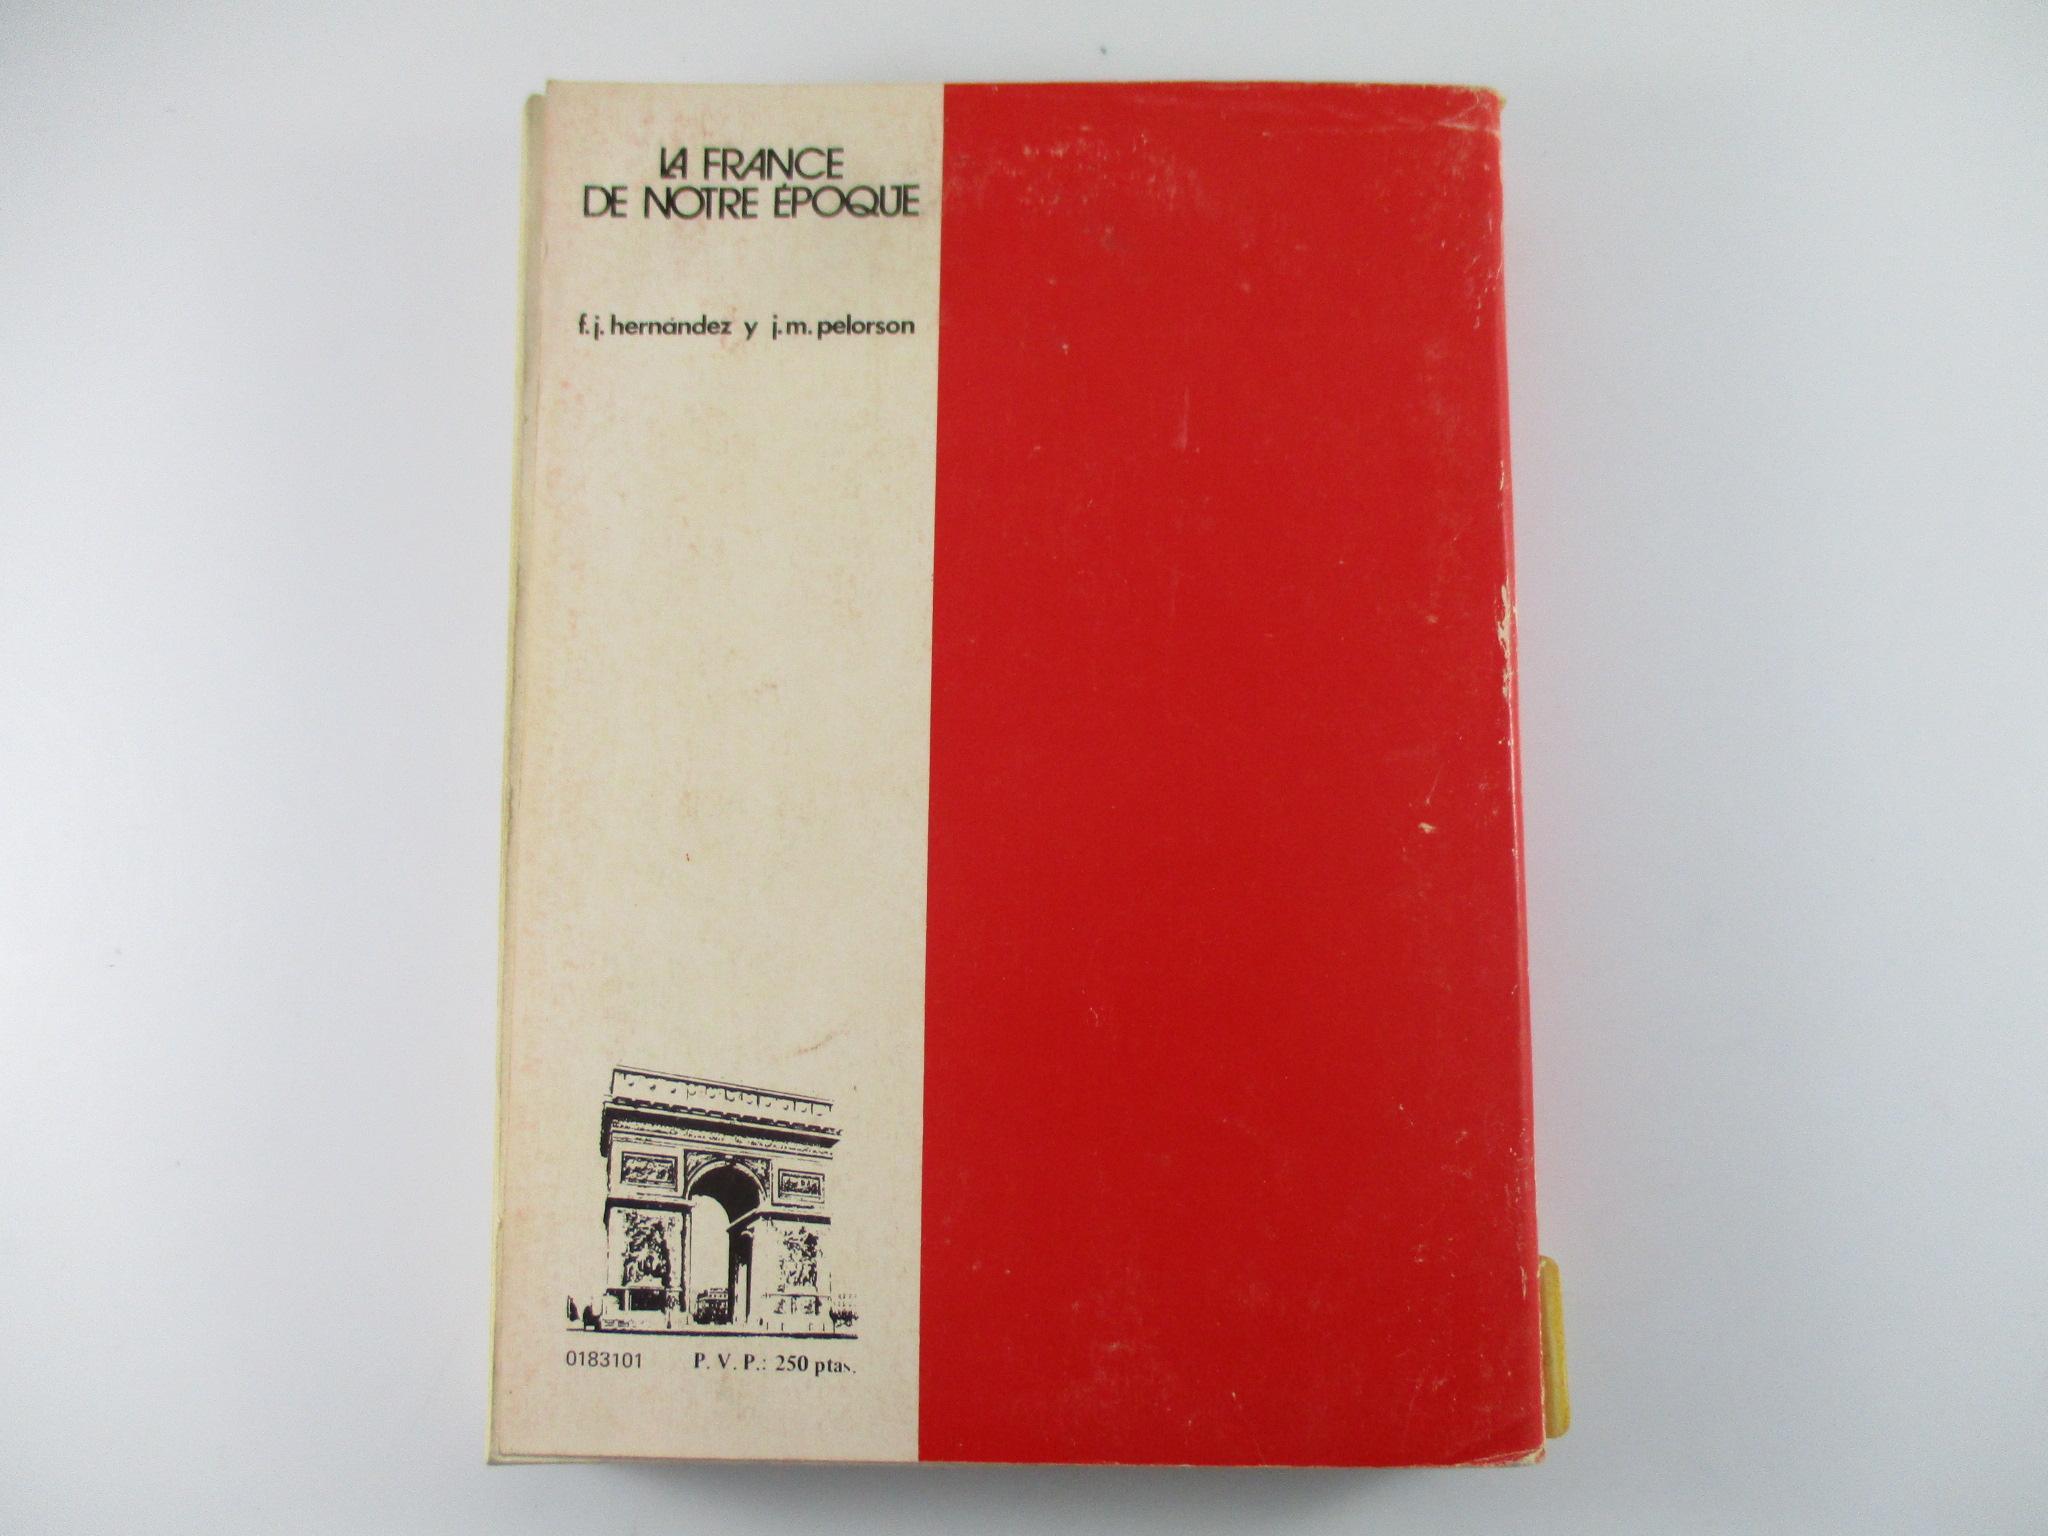 LA FRANCE
DE NOTRE ÉPOQUE
f. j. hernández y j. m. pelorson
0183101 P. V. P.: 250 ptas.